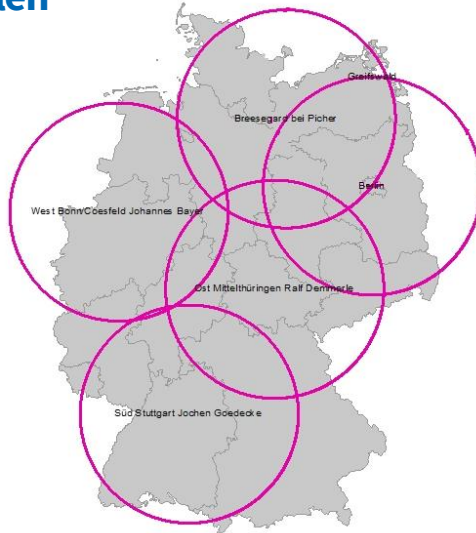 Greifswald
Breesegard bei Picher
Berlin
West Bonn/Coesfeld Johannes Bayer
Ost Mittelthüringen Ralf Demmerle
Süd Stuttgart Jochen Goedecke